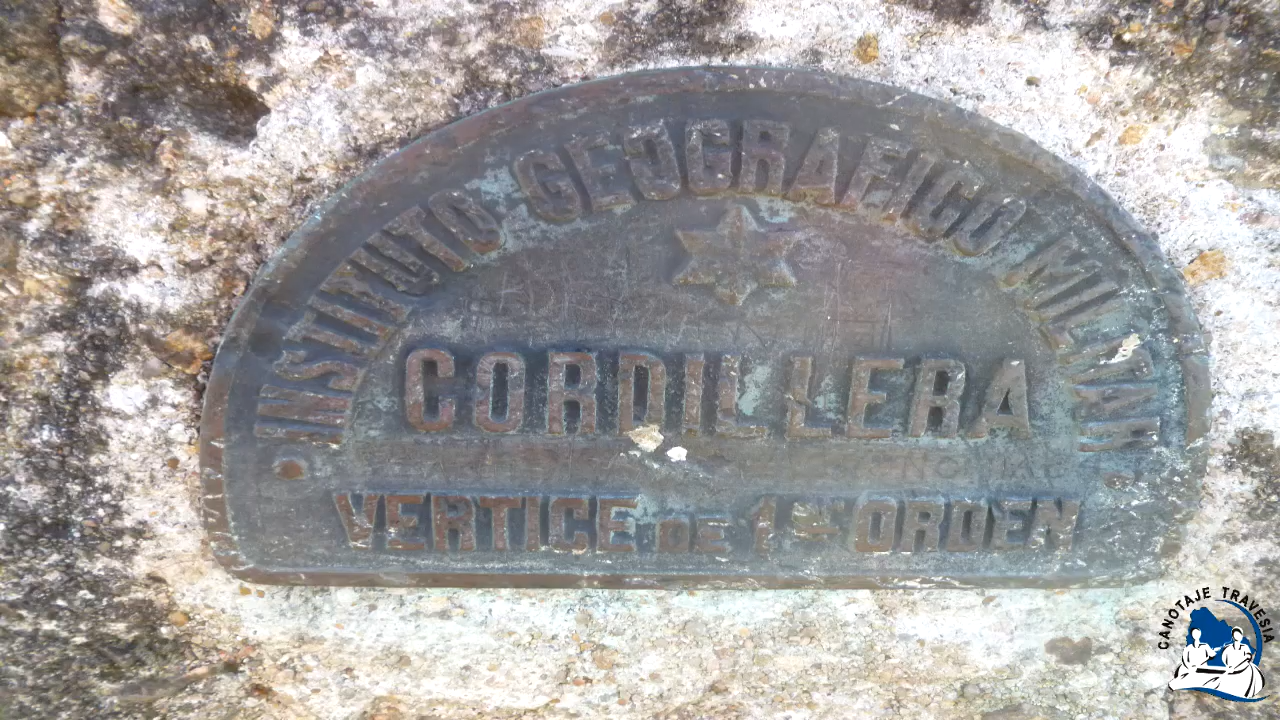 INSTITUTO GEOGRAFICO MILITAR
CORDILLERA
VERTICE DE 1ER ORDEN
CANOTAJE TRAVESIA